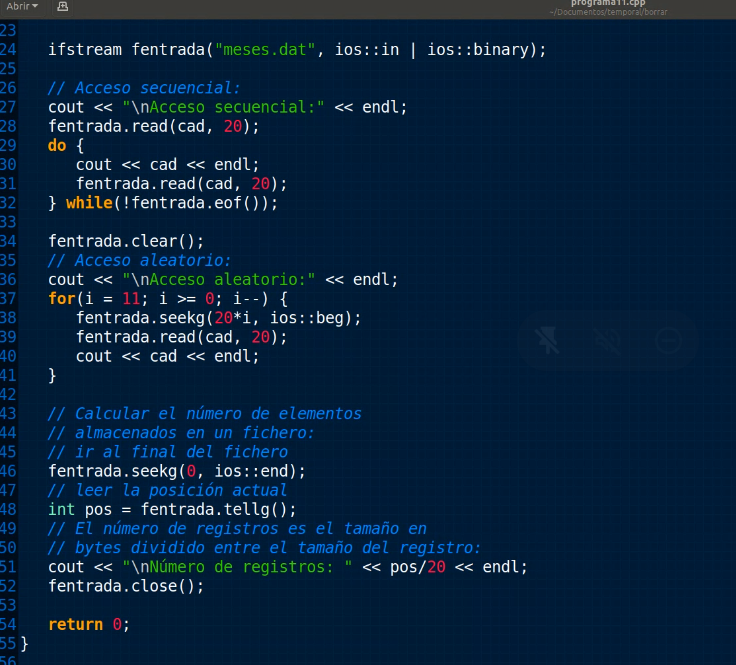 Abrir
programa11.cpp
~/Documentos/temporal/borrar
23
24 ifstream fentrada("meses.dat", ios::in | ios::binary);
25
26 // Acceso secuencial:
27 cout << "\nAcceso secuencial:" << endl;
28 fentrada.read(cad, 20);
29 do {
30 cout << cad << endl;
31 fentrada.read(cad, 20);
32 } while(!fentrada.eof());
33
34 fentrada.clear();
35 // Acceso aleatorio:
36 cout << "\nAcceso aleatorio:" << endl;
37 for(i = 11; i >= 0; i--) {
38 fentrada.seekg(20*i, ios::beg);
39 fentrada.read(cad, 20);
40 cout << cad << endl;
41 }
42
43 // Calcular el número de elementos
44 // almacenados en un fichero:
45 // ir al final del fichero
46 fentrada.seekg(0, ios::end);
47 // leer la posición actual
48 int pos = fentrada.tellg();
49 // El número de registros es el tamaño en
50 // bytes dividido entre el tamaño del registro:
51 cout << "\nNúmero de registros: " << pos/20 << endl;
52 fentrada.close();
53
54 return 0;
55 }
56